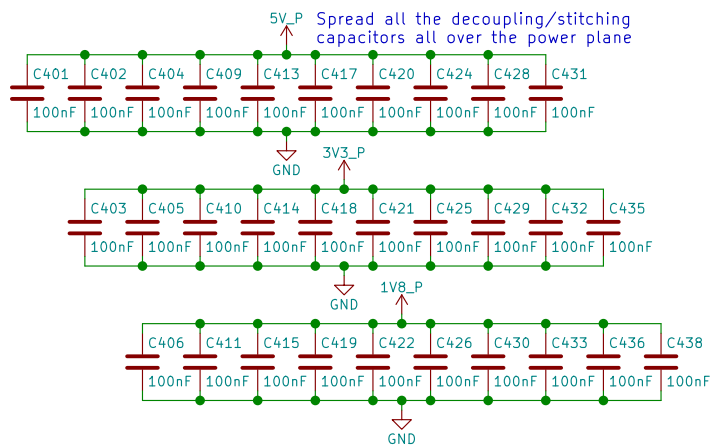 5V_P Spread all the decoupling/stitching
capacitors all over the power plane
C401 C402 C404 C409 C413 C417 C420 C424 C428 C431
100nF 100nF 100nF 100nF 100nF 100nF 100nF 100nF 100nF 100nF
GND
3V3_P
C403 C405 C410 C414 C418 C421 C425 C429 C432 C435
100nF 100nF 100nF 100nF 100nF 100nF 100nF 100nF 100nF 100nF
GND
1V8_P
C406 C411 C415 C419 C422 C426 C430 C433 C436 C438
100nF 100nF 100nF 100nF 100nF 100nF 100nF 100nF 100nF 100nF
GND